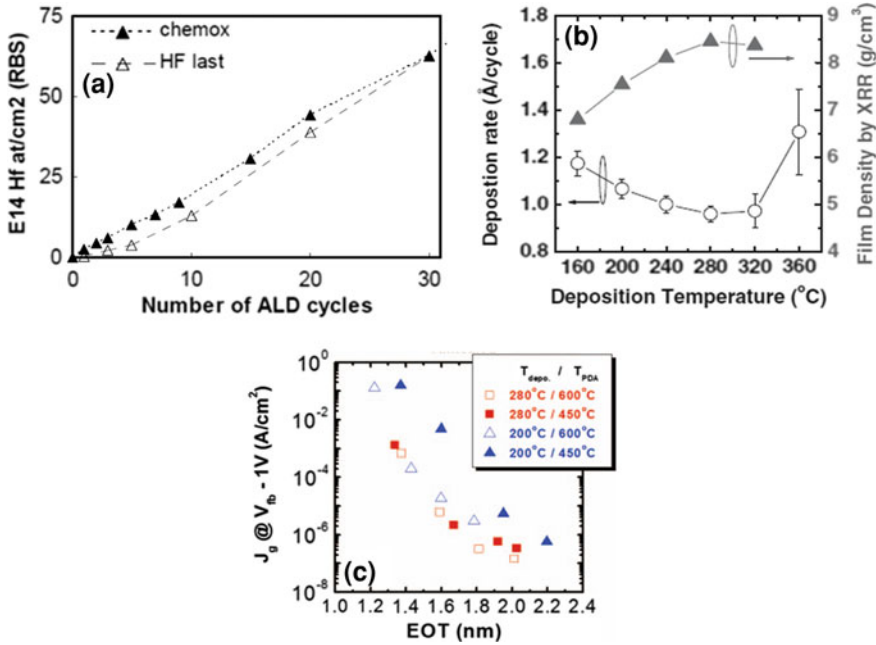 (a)
chemox
HF last
E14 Hf at/cm2 (RBS)
75
50
25
0
0
10
20
30
Number of ALD cycles
(b)
Depostion rate (Å/cycle)
1.8
1.6
1.4
1.2
1.0
0.8
160
200
240
280
320
360
Deposition Temperature (°C)
9
8
7
6
5
4
Film Density by XRR (g/cm³)
(c)
T depo. / T PDA
280°C / 600°C
280°C / 450°C
200°C / 600°C
200°C / 450°C
J g @ V fb - 1V (A/cm²)
10⁰
10⁻²
10⁻⁴
10⁻⁶
10⁻⁸
1.0 1.2 1.4 1.6 1.8 2.0 2.2 2.4
EOT (nm)